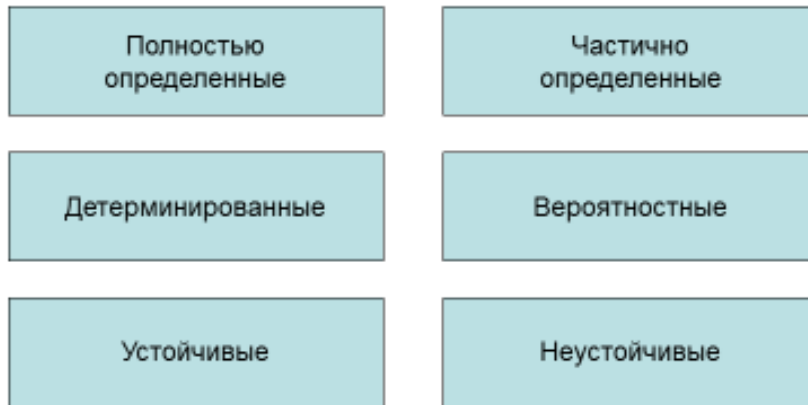 Полностью
определенные
Частично
определенные
Детерминированные
Вероятностные
Устойчивые
Неустойчивые